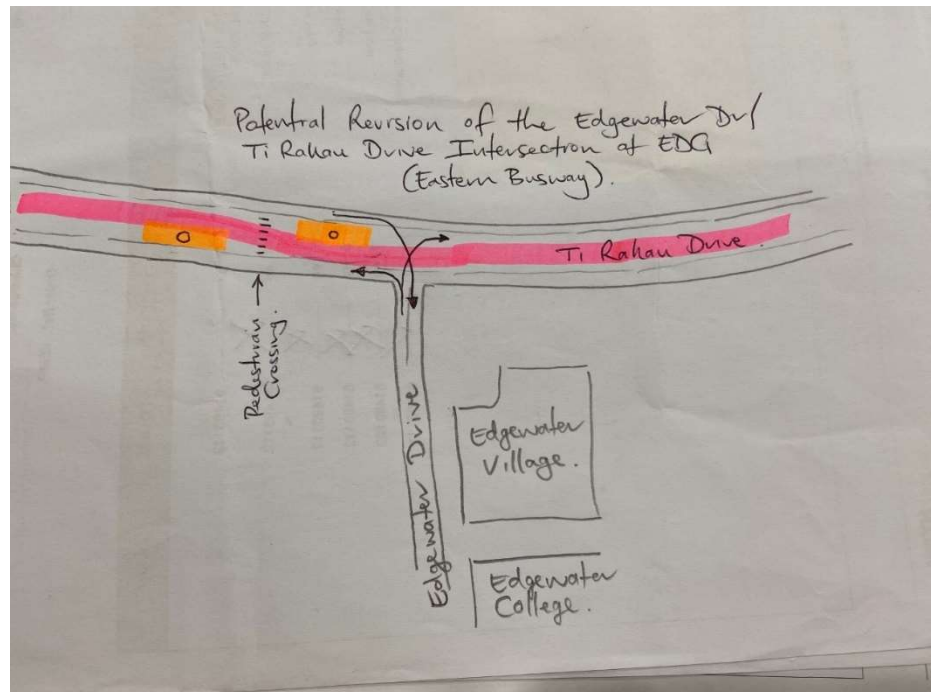 Potential Revision of the Edgewater Dr/
Ti Rakau Drive Intersection at EDG
(Eastern Busway).
Ti Rakau Drive.
Pedestrian
Crossing.
Edgewater Drive
Edgewater
Village.
Edgewater
College.